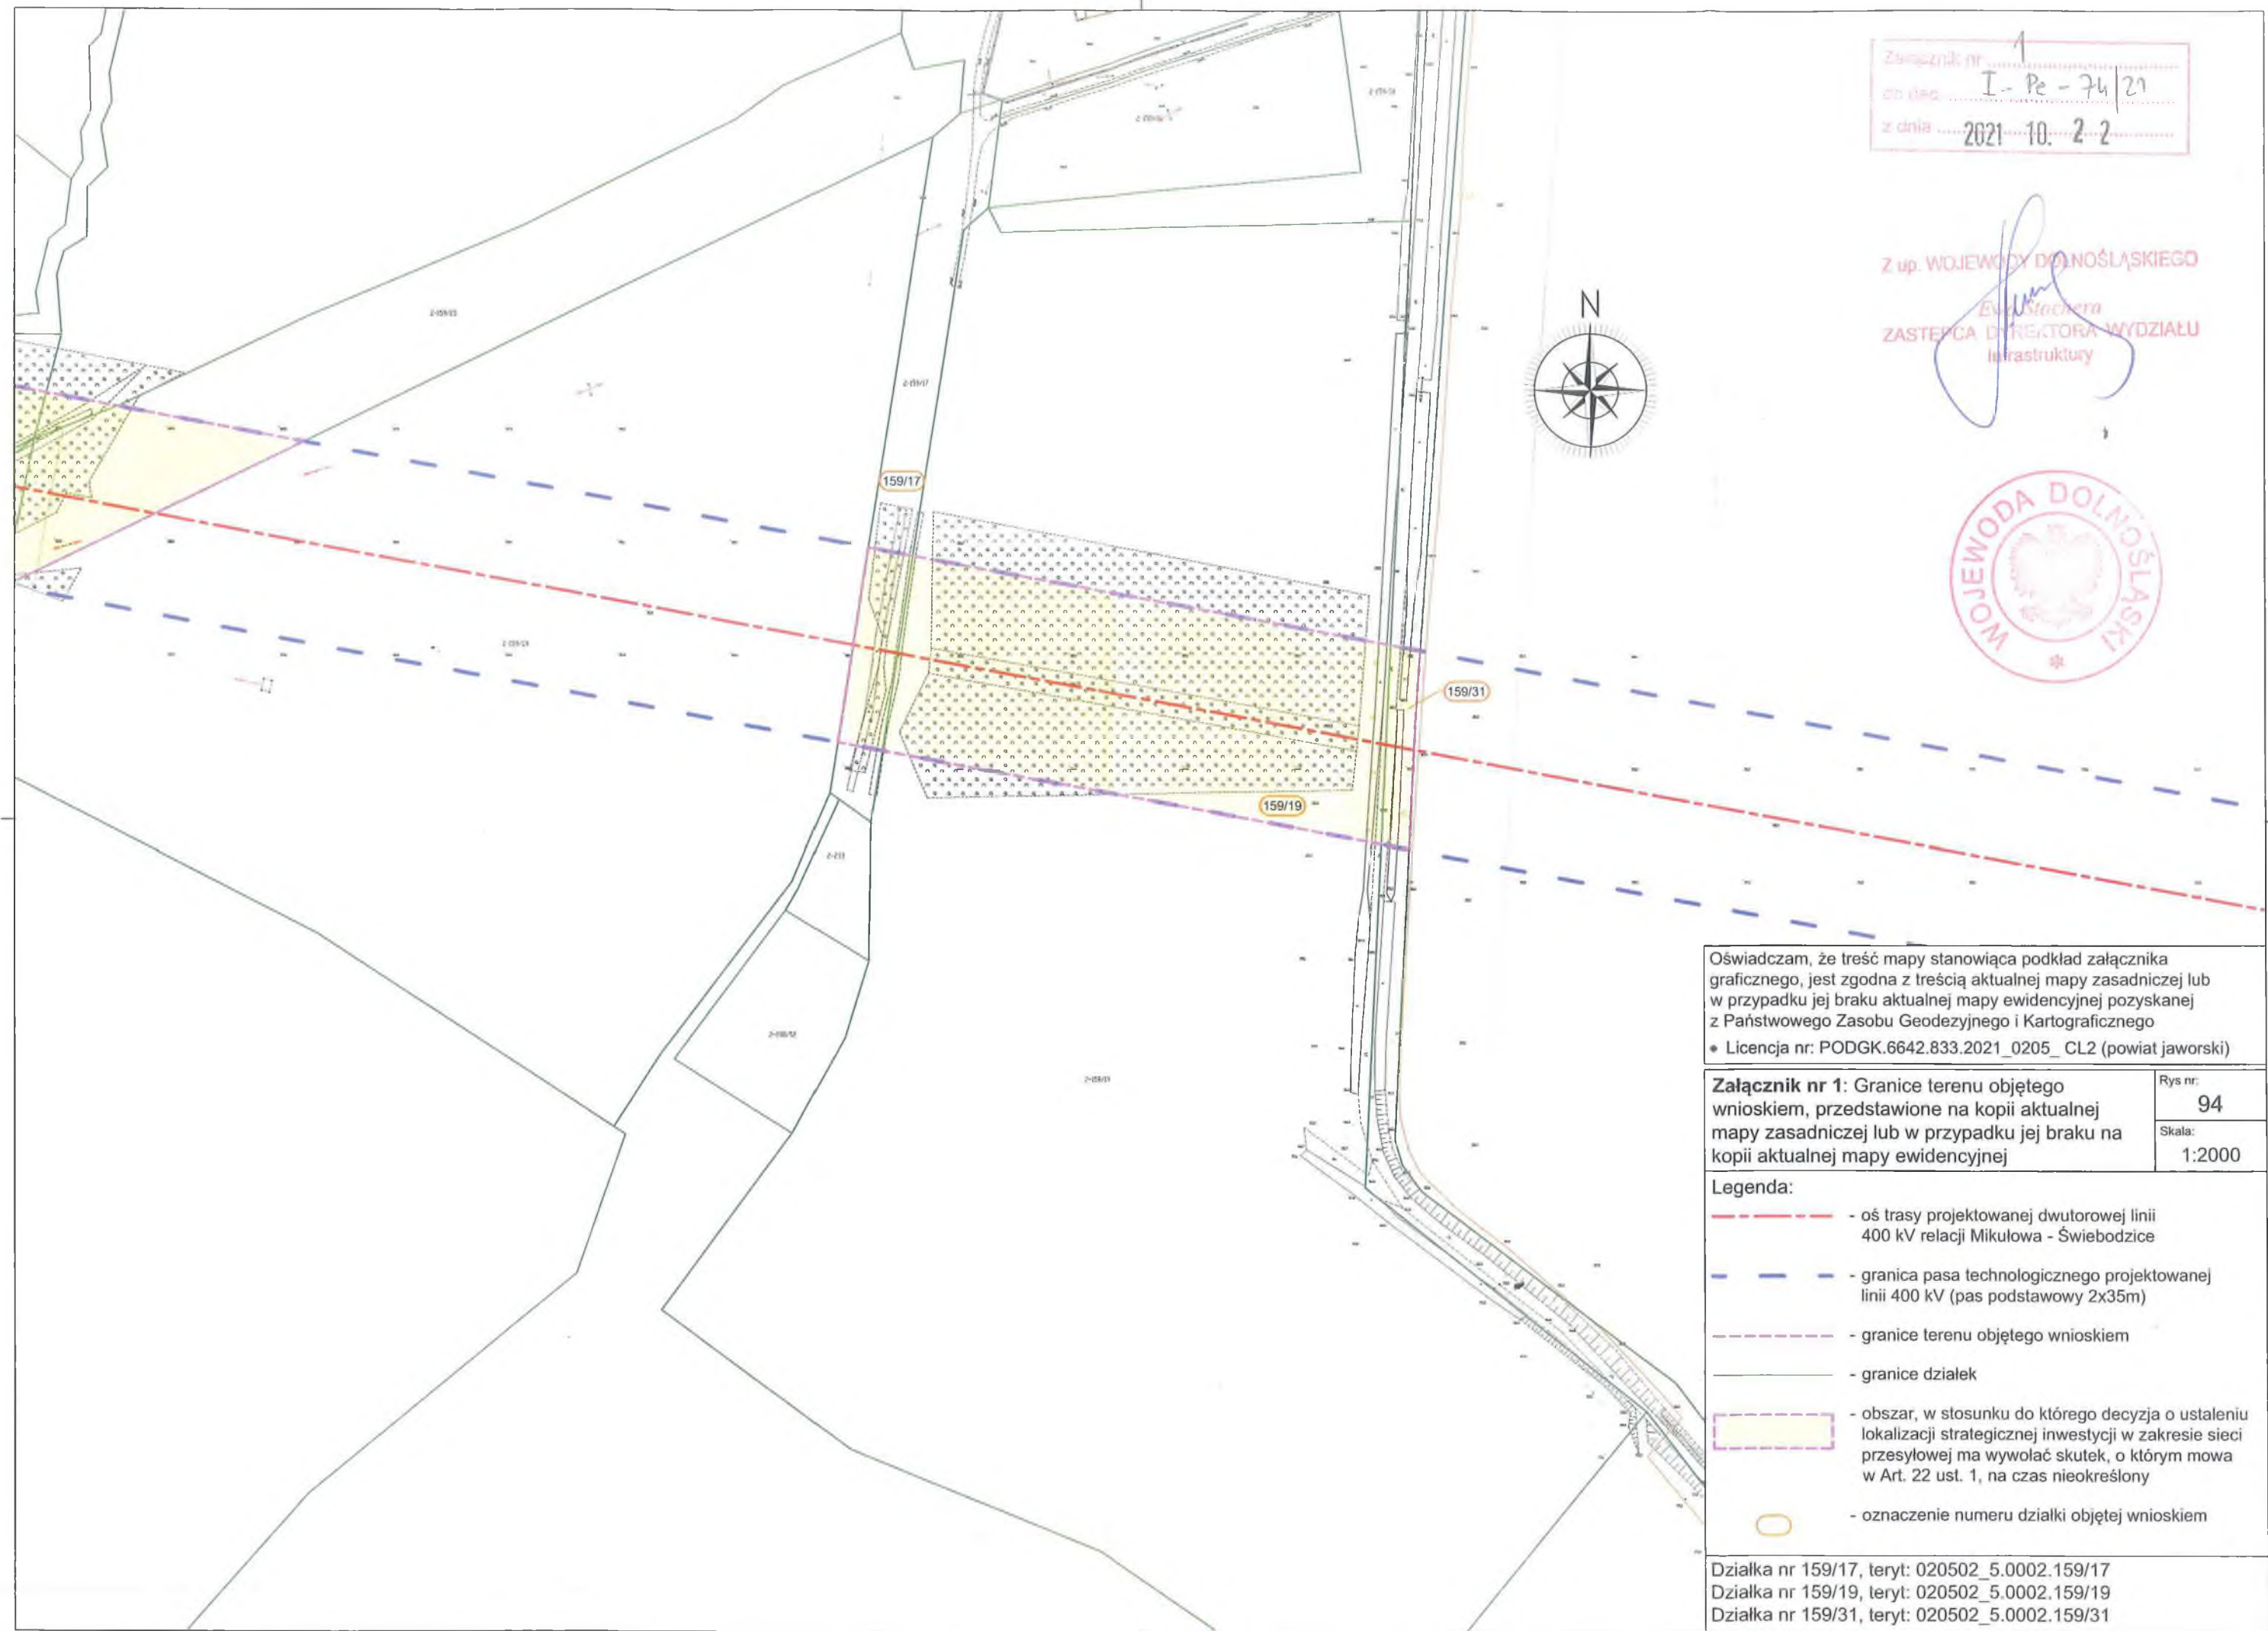 Załącznik nr 1
do dec. I-Pe-74/21
z dnia 2021 10. 2 2
Z up. WOJEWODY DOLNOŚLĄSKIEGO
Ewa Stochera
ZASTĘPCA DYREKTORA WYDZIAŁU
Infrastruktury
WOJEWODA DOLNOŚLĄSKI
N
2-159/17
159/17
159/31
159/19
2-233
Oświadczam, że treść mapy stanowiąca podkład załącznika
graficznego, jest zgodna z treścią aktualnej mapy zasadniczej lub
w przypadku jej braku aktualnej mapy ewidencyjnej pozyskanej
z Państwowego Zasobu Geodezyjnego i Kartograficznego
• Licencja nr: PODGK.6642.833.2021_0205_ CL2 (powiat jaworski)
Załącznik nr 1: Granice terenu objętego
wnioskiem, przedstawione na kopii aktualnej
mapy zasadniczej lub w przypadku jej braku na
kopii aktualnej mapy ewidencyjnej
Rys nr:
94
Skala:
1:2000
Legenda:
- oś trasy projektowanej dwutorowej linii
400 kV relacji Mikułowa - Świebodzice
- granica pasa technologicznego projektowanej
linii 400 kV (pas podstawowy 2x35m)
- granice terenu objętego wnioskiem
- granice działek
- obszar, w stosunku do którego decyzja o ustaleniu
lokalizacji strategicznej inwestycji w zakresie sieci
przesyłowej ma wywołać skutek, o którym mowa
w Art. 22 ust. 1, na czas nieokreślony
- oznaczenie numeru działki objętej wnioskiem
Działka nr 159/17, teryt: 020502_5.0002.159/17
Działka nr 159/19, teryt: 020502_5.0002.159/19
Działka nr 159/31, teryt: 020502_5.0002.159/31